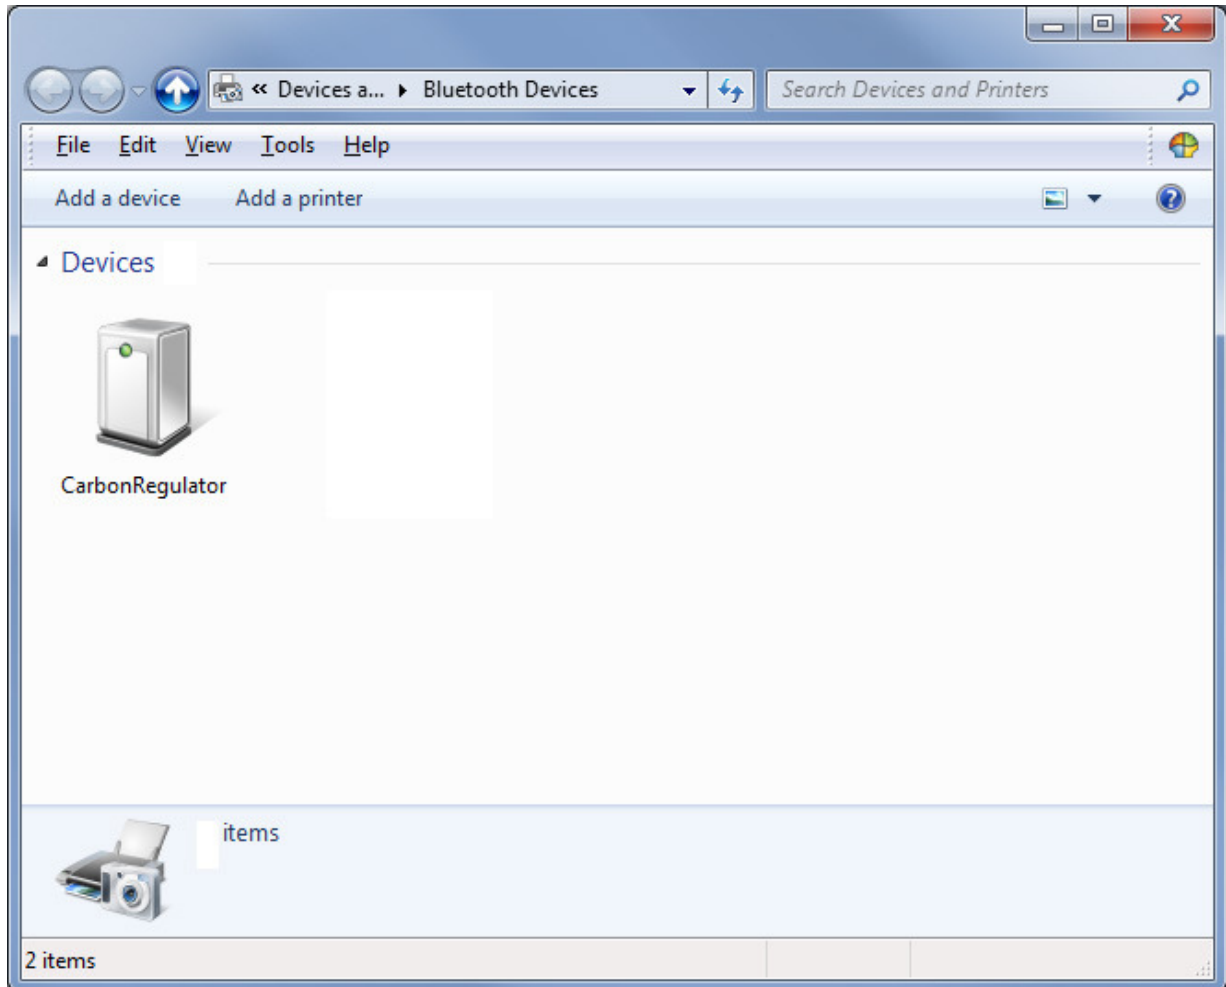 « Devices a... ▸ Bluetooth Devices Search Devices and Printers
File Edit View Tools Help
Add a device Add a printer
Devices
CarbonRegulator
items
2 items